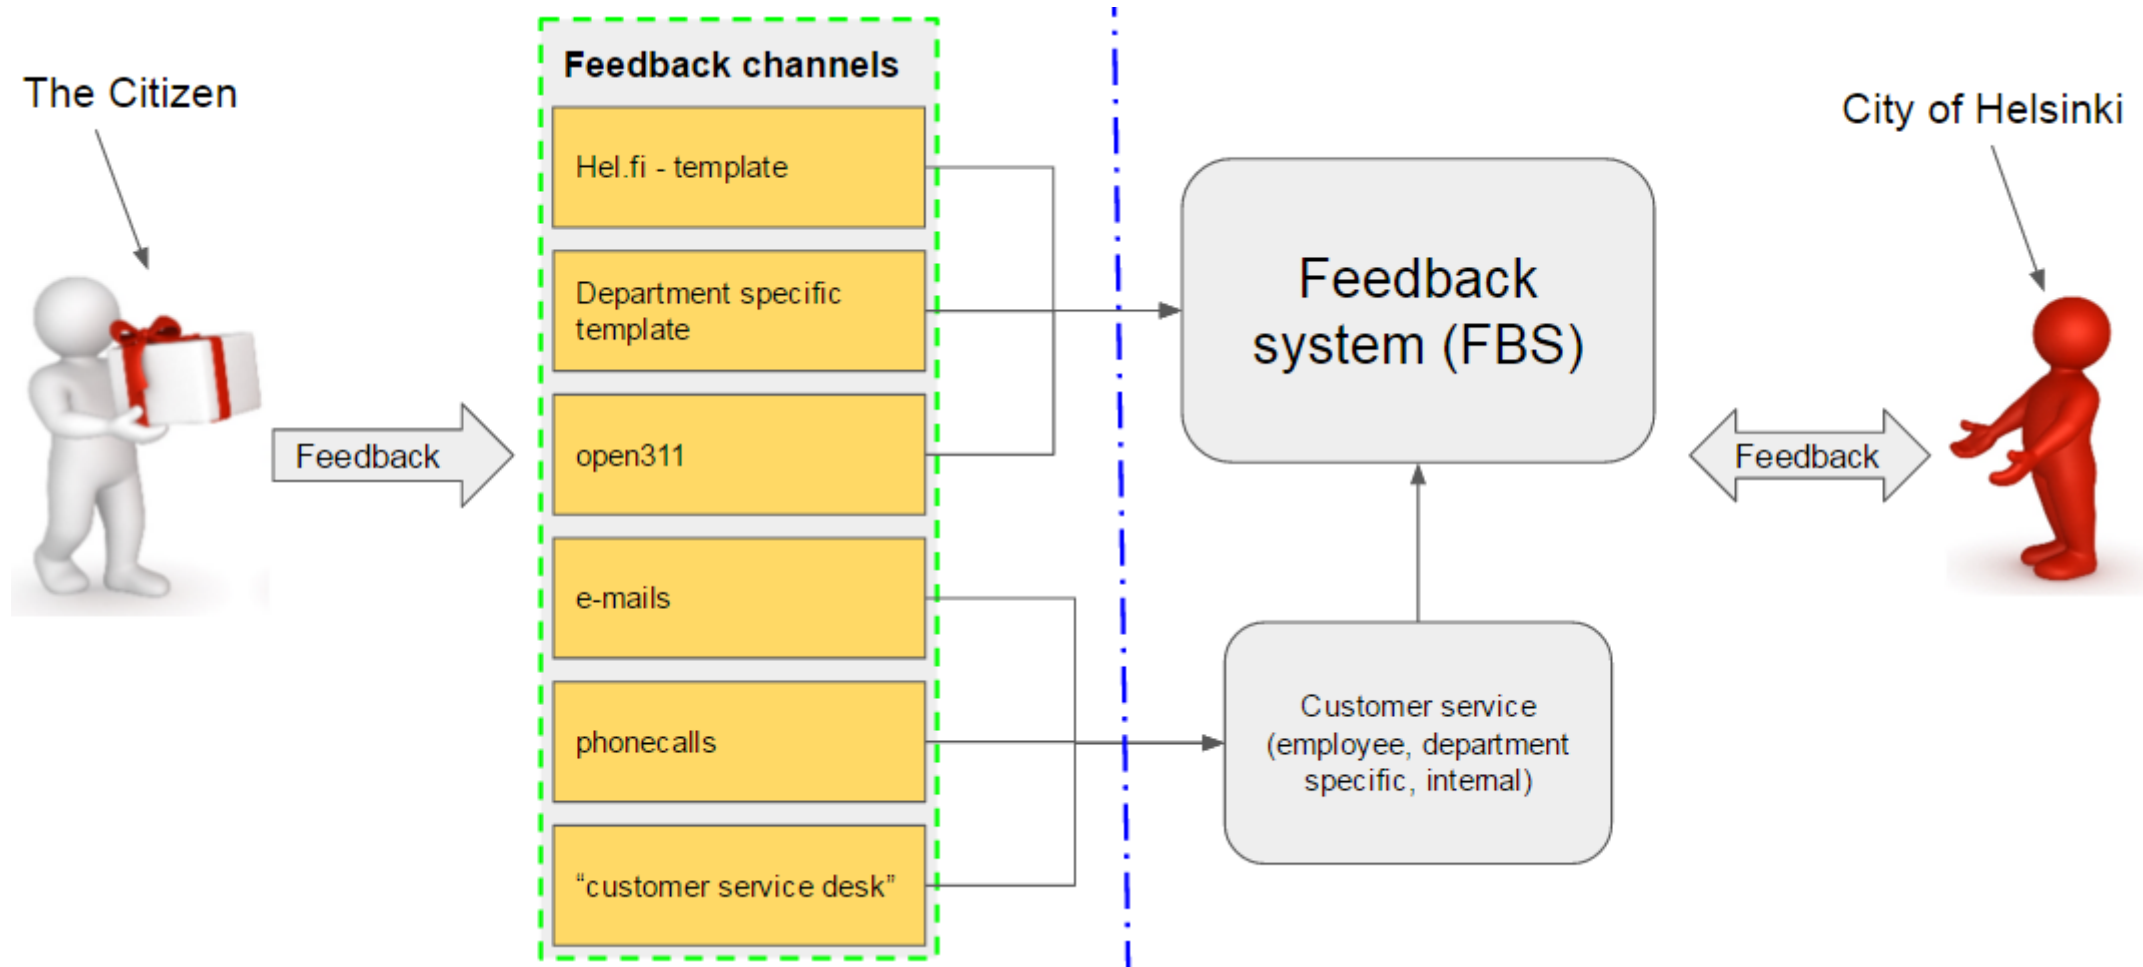 The Citizen
Feedback
Feedback channels
Hel.fi - template
Department specific
template
open311
e-mails
phonecalls
“customer service desk”
Feedback
system (FBS)
Customer service
(employee, department
specific, internal)
Feedback
City of Helsinki